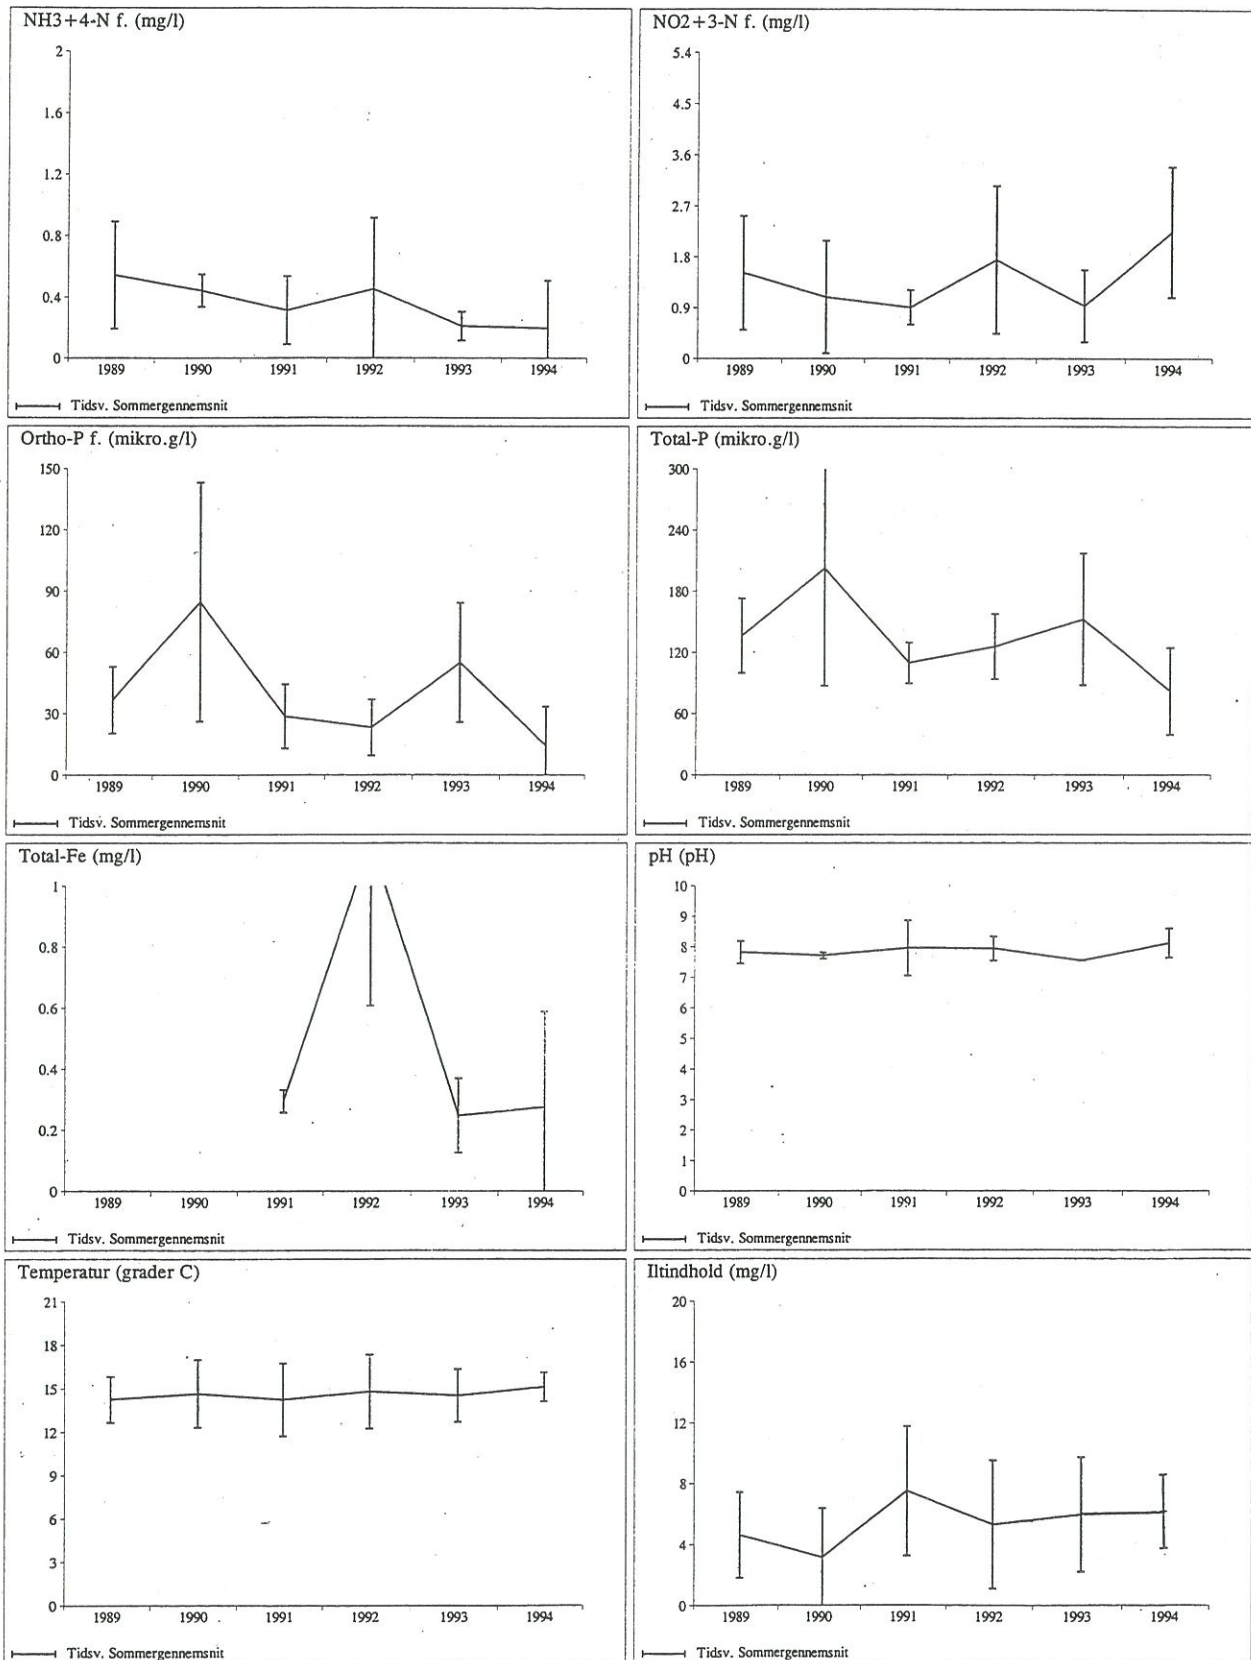 NH3+4-N f. (mg/l)
2
1.6
1.2
0.8
0.4
0
1989 1990 1991 1992 1993 1994
Tidsv. Sommergennemsnit
NO2+3-N f. (mg/l)
5.4
4.5
3.6
2.7
1.8
0.9
0
1989 1990 1991 1992 1993 1994
Tidsv. Sommergennemsnit
Ortho-P f. (mikro.g/l)
150
120
90
60
30
0
1989 1990 1991 1992 1993 1994
Tidsv. Sommergennemsnit
Total-P (mikro.g/l)
300
240
180
120
60
0
1989 1990 1991 1992 1993 1994
Tidsv. Sommergennemsnit
Total-Fe (mg/l)
1
0.8
0.6
0.4
0.2
0
1989 1990 1991 1992 1993 1994
Tidsv. Sommergennemsnit
pH (pH)
10
9
8
7
6
5
4
3
2
1
0
1989 1990 1991 1992 1993 1994
Tidsv. Sommergennemsnit
Temperatur (grader C)
21
18
15
12
9
6
3
0
1989 1990 1991 1992 1993 1994
Tidsv. Sommergennemsnit
Iltindhold (mg/l)
20
16
12
8
4
0
1989 1990 1991 1992 1993 1994
Tidsv. Sommergennemsnit